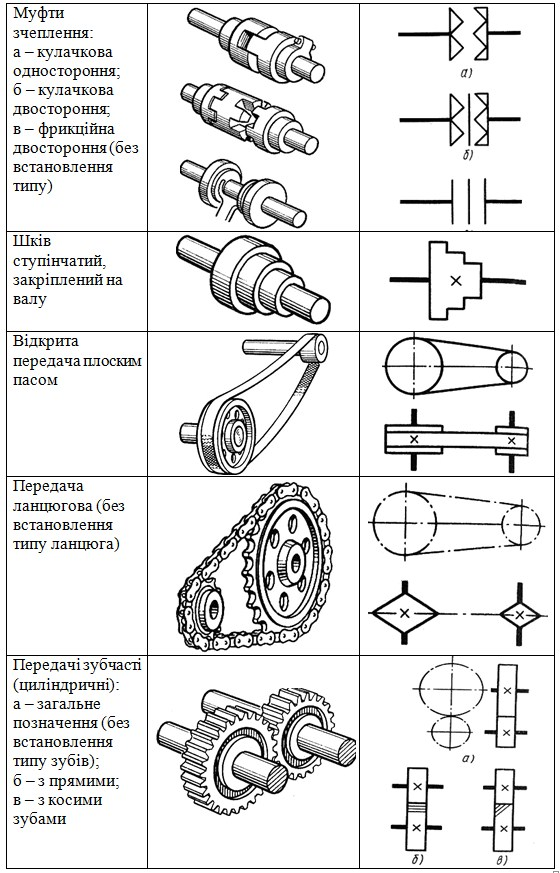 Муфти
зчеплення:
а – кулачкова
одностороння;
б – кулачкова
двостороння;
в – фрикційна
двостороння (без
встановлення
типу)
а)
б)
Шків
ступінчатий,
закріплений на
валу
Відкрита
передача плоским
пасом
Передача
ланцюгова (без
встановлення
типу ланцюга)
Передачі зубчасті
(циліндричні):
а – загальне
позначення (без
встановлення
типу зубів);
б – з прямими;
в – з косими
зубами
а)
б)
в)